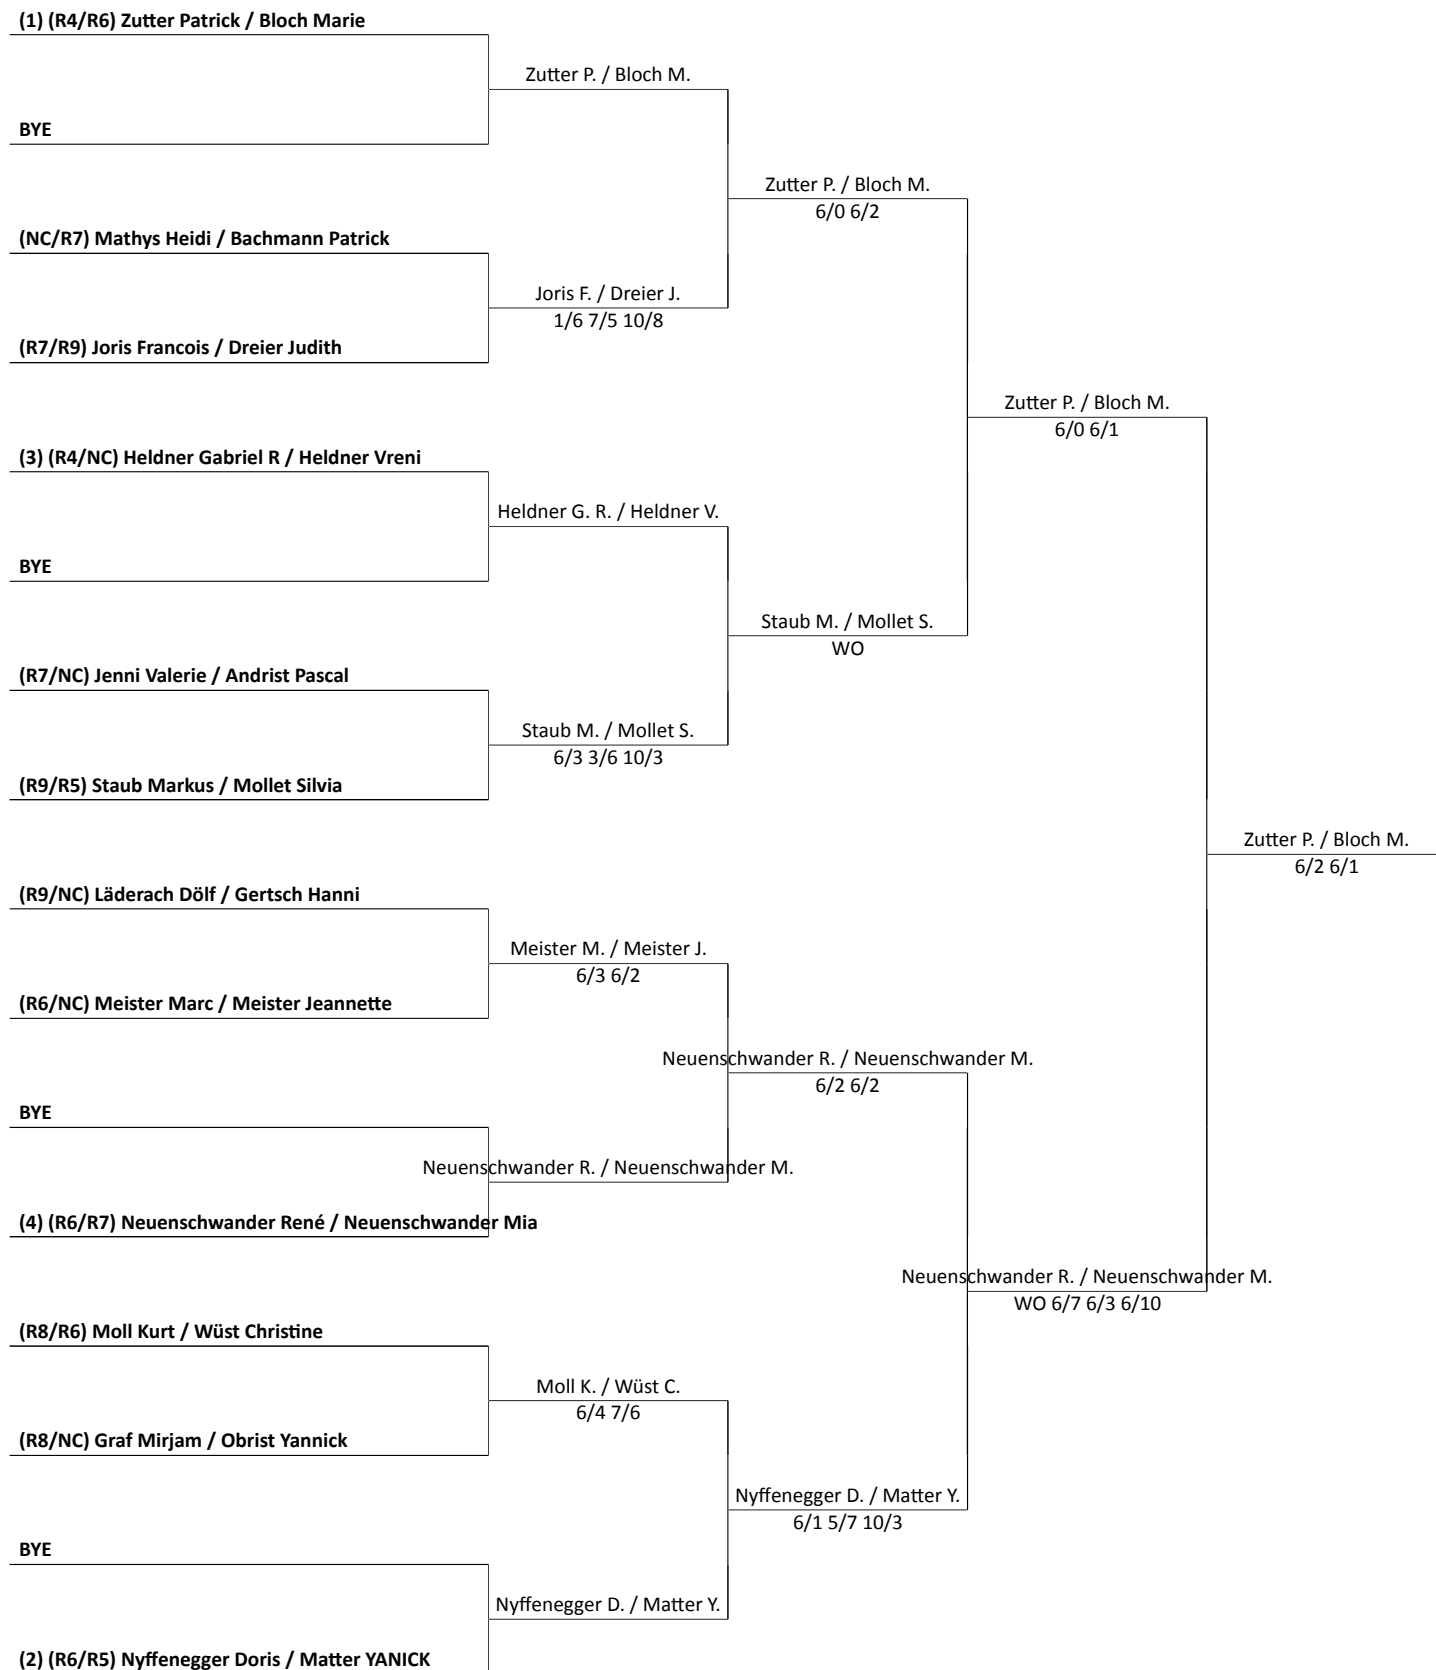 (1) (R4/R6) Zutter Patrick / Bloch Marie
Zutter P. / Bloch M.
BYE
Zutter P. / Bloch M.
6/0 6/2
(NC/R7) Mathys Heidi / Bachmann Patrick
Joris F. / Dreier J.
1/6 7/5 10/8
(R7/R9) Joris Francois / Dreier Judith
Zutter P. / Bloch M.
6/0 6/1
(3) (R4/NC) Heldner Gabriel R / Heldner Vreni
Heldner G. R. / Heldner V.
BYE
Staub M. / Mollet S.
WO
(R7/NC) Jenni Valerie / Andrist Pascal
Staub M. / Mollet S.
6/3 3/6 10/3
(R9/R5) Staub Markus / Mollet Silvia
Zutter P. / Bloch M.
6/2 6/1
(R9/NC) Läderach Dölf / Gertsch Hanni
Meister M. / Meister J.
6/3 6/2
(R6/NC) Meister Marc / Meister Jeannette
Neuenschwander R. / Neuenschwander M.
6/2 6/2
BYE
Neuenschwander R. / Neuenschwander M.
(4) (R6/R7) Neuenschwander René / Neuenschwander Mia
Neuenschwander R. / Neuenschwander M.
WO 6/7 6/3 6/10
(R8/R6) Moll Kurt / Wüst Christine
Moll K. / Wüst C.
6/4 7/6
(R8/NC) Graf Mirjam / Obrist Yannick
Nyffenegger D. / Matter Y.
6/1 5/7 10/3
BYE
Nyffenegger D. / Matter Y.
(2) (R6/R5) Nyffenegger Doris / Matter YANICK